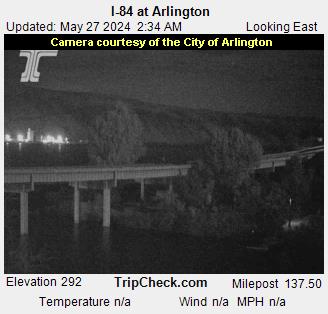 I-84 at Arlington
Updated: May 27 2024 2:34 AM Looking East
Camera courtesy of the City of Arlington
Elevation 292 TripCheck.com Milepost 137.50
Temperature n/a Wind n/a MPH n/a